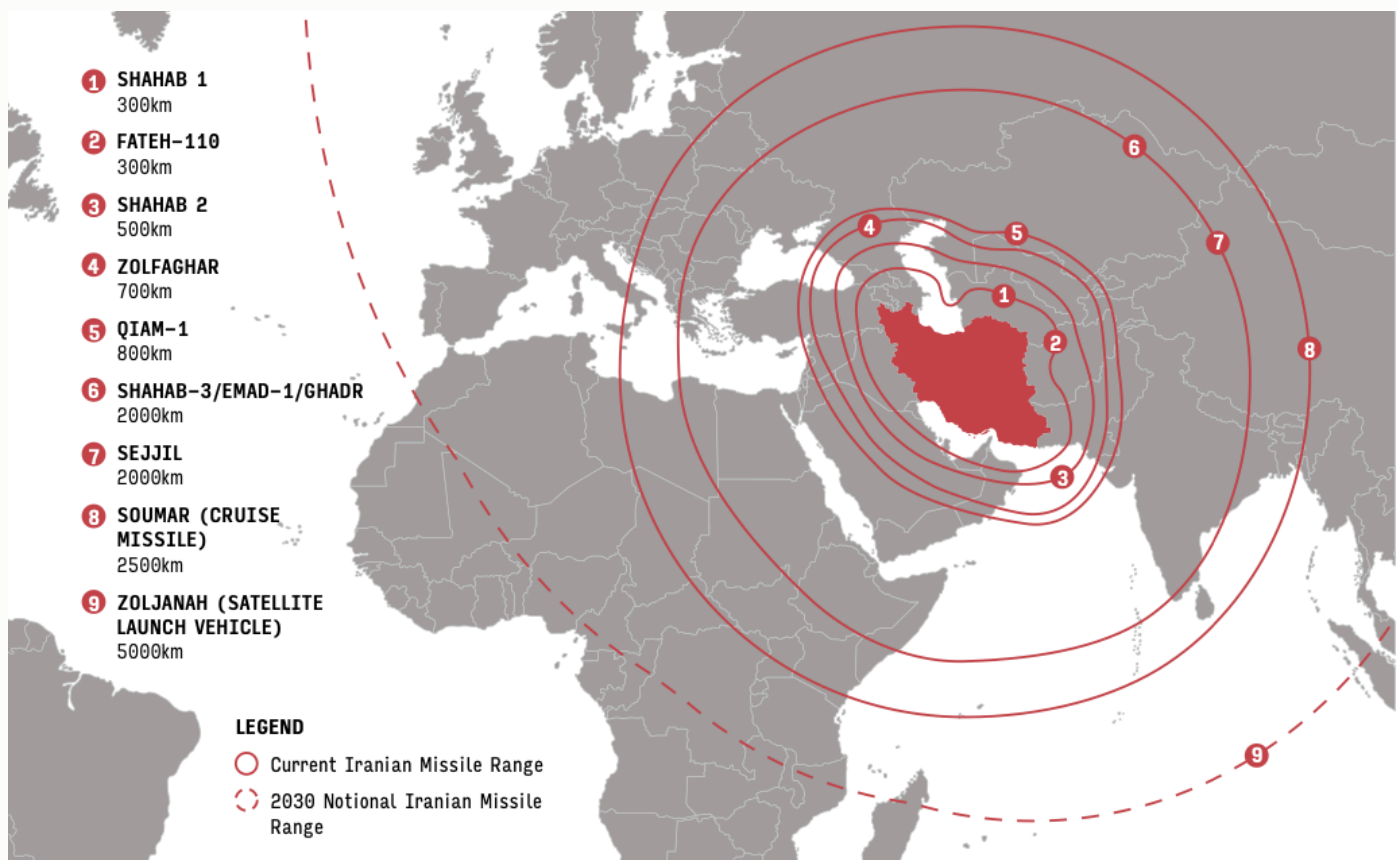 1 SHAHAB 1
300km
2 FATEH-110
300km
3 SHAHAB 2
500km
4 ZOLFAGHAR
700km
5 QIAM-1
800km
6 SHAHAB-3/EMAD-1/GHADR
2000km
7 SEJJIL
2000km
8 SOUMAR (CRUISE
MISSILE)
2500km
9 ZOLJANAH (SATELLITE
LAUNCH VEHICLE)
5000km
LEGEND
Current Iranian Missile Range
2030 Notional Iranian Missile
Range
6
4
5
7
1
2
8
3
9